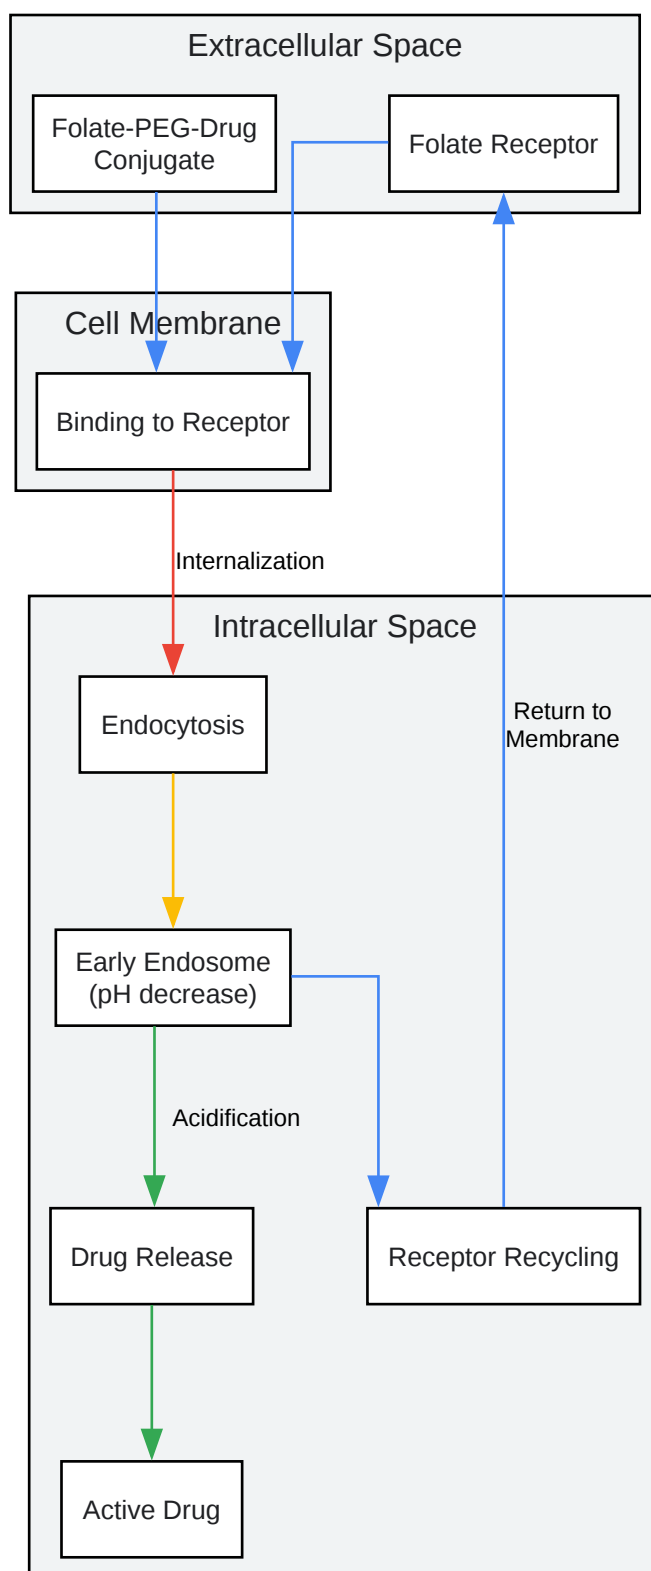 Extracellular Space
Folate-PEG-Drug
Conjugate
Folate Receptor
Cell Membrane
Binding to Receptor
Internalization
Intracellular Space
Endocytosis
Return to
Membrane
Early Endosome
(pH decrease)
Acidification
Drug Release
Receptor Recycling
Active Drug